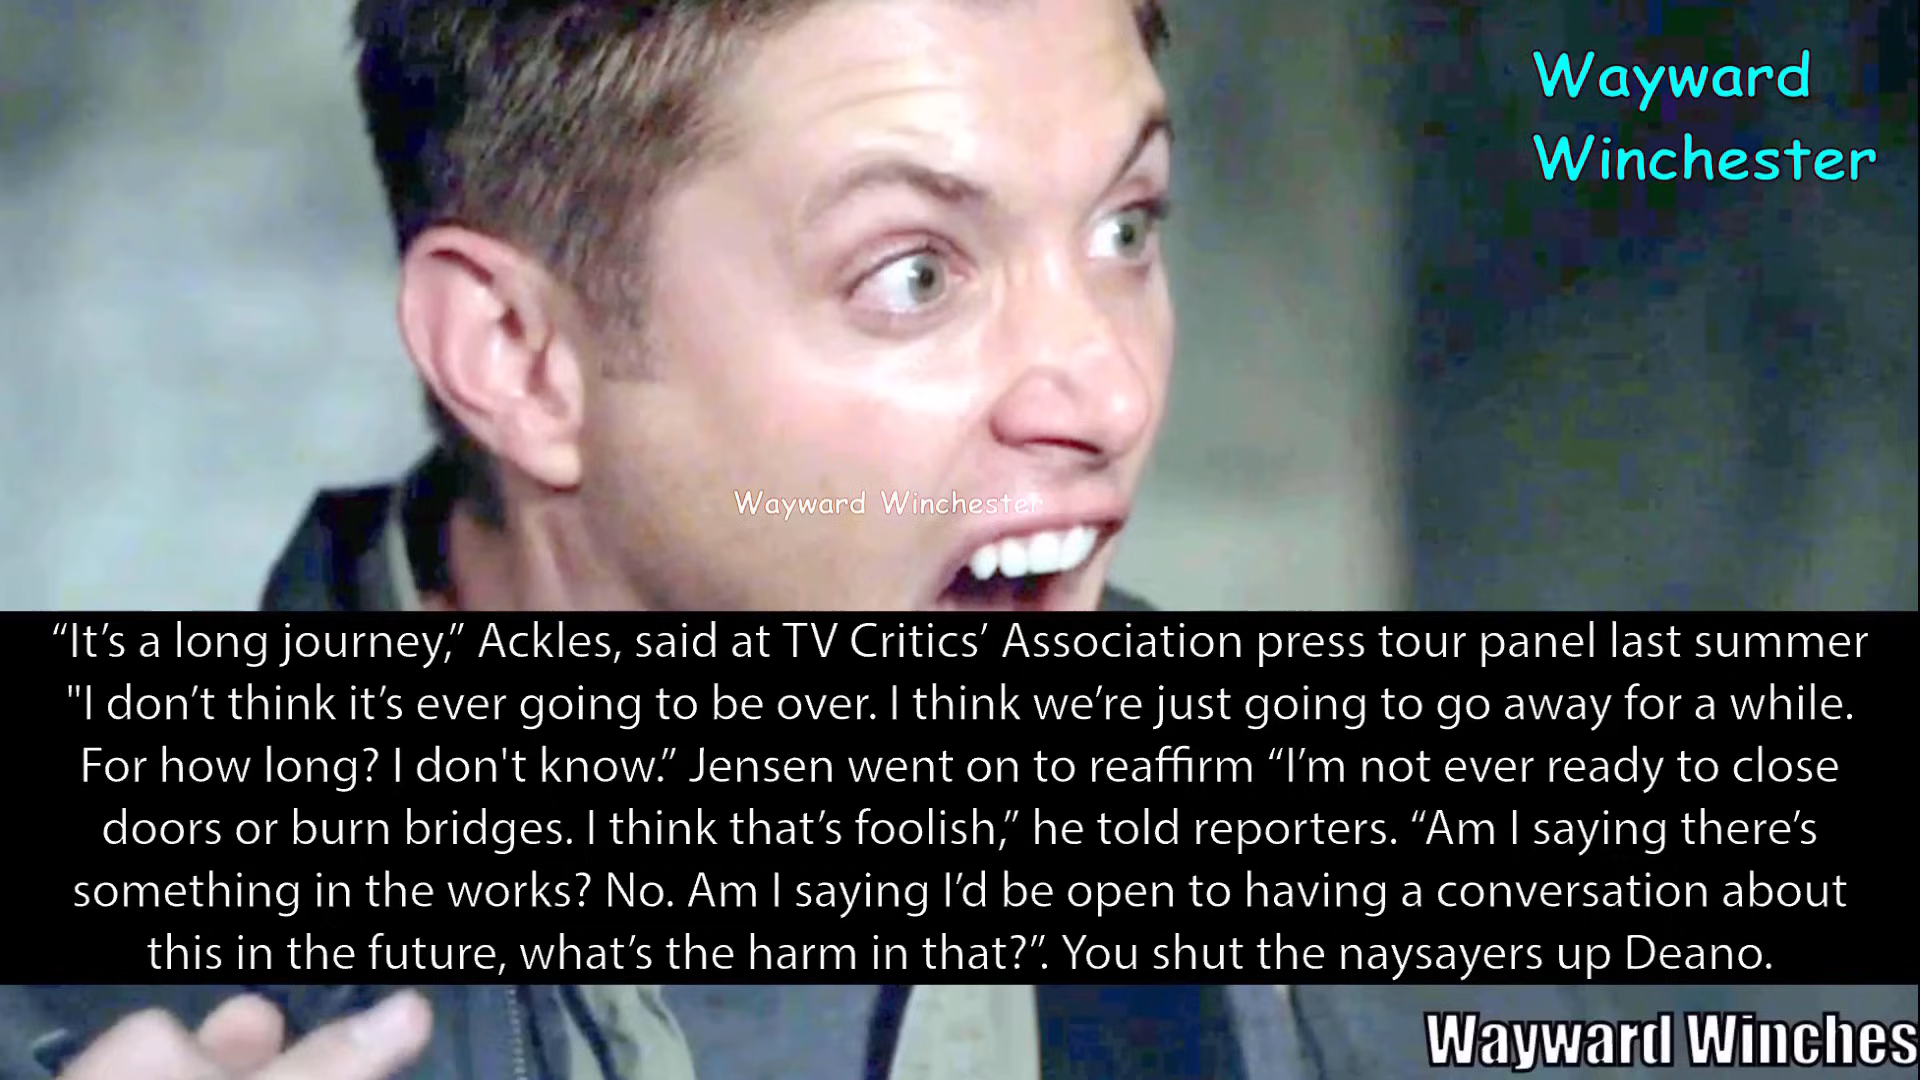 Wayward
Winchester
Wayward Winchester
“It’s a long journey,” Ackles, said at TV Critics’ Association press tour panel last summer
"I don’t think it’s ever going to be over. I think we’re just going to go away for a while.
For how long? I don't know.” Jensen went on to reaffirm “I’m not ever ready to close
doors or burn bridges. I think that’s foolish,” he told reporters. “Am I saying there’s
something in the works? No. Am I saying I’d be open to having a conversation about
this in the future, what’s the harm in that?”. You shut the naysayers up Deano.
Wayward Winches